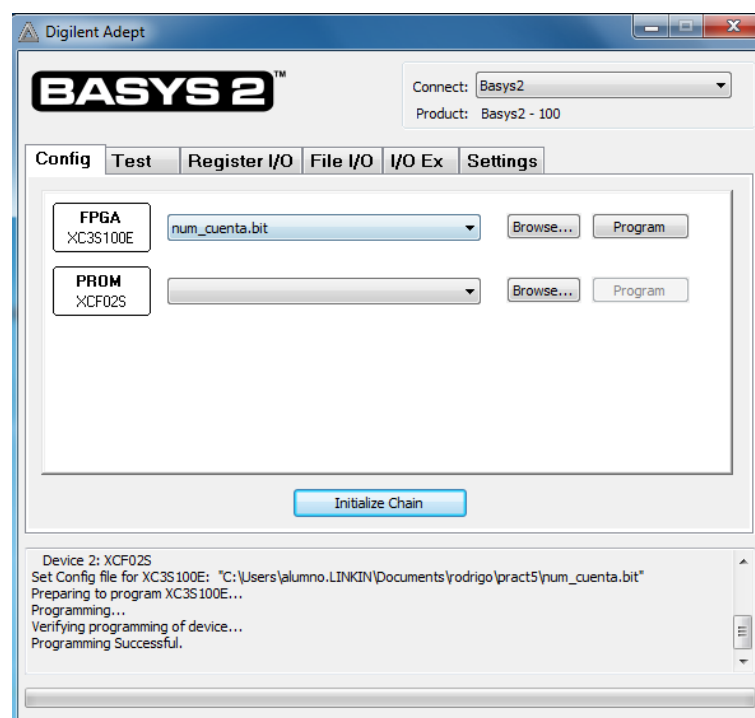 Digilent Adept
BASYS 2™
Connect: Basys2
Product: Basys2 - 100
Config Test Register I/O File I/O I/O Ex Settings
FPGA
XC3S100E
num_cuenta.bit Browse... Program
PROM
XCF02S
Browse... Program
Initialize Chain
Device 2: XCF02S
Set Config file for XC3S100E: "C:\Users\alumno.LINKIN\Documents\rodrigo\pract5\num_cuenta.bit"
Preparing to program XC3S100E...
Programming...
Verifying programming of device...
Programming Successful.